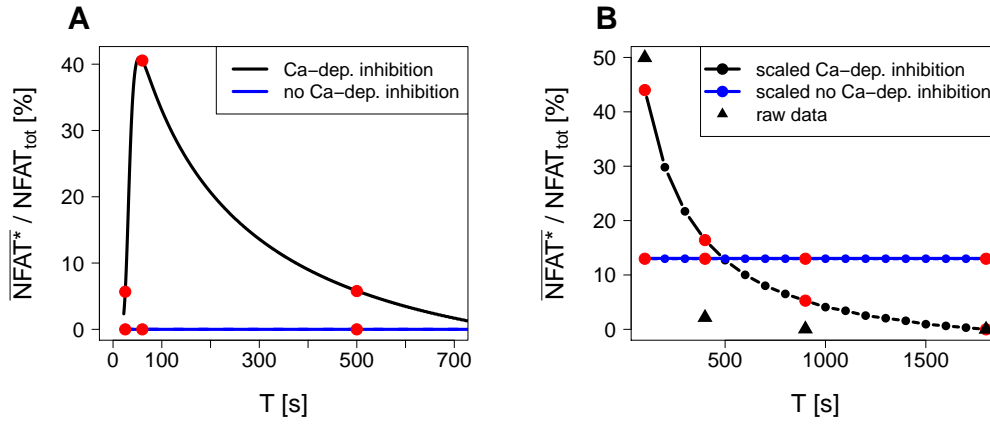 A
NFAT* / NFATtot [%]
0
10
20
30
40
Ca−dep. inhibition
no Ca−dep. inhibition
0 100 300 500 700
T [s]
B
NFAT* / NFATtot [%]
0
10
20
30
40
50
scaled Ca−dep. inhibition
scaled no Ca−dep. inhibition
raw data
500 1000 1500
T [s]